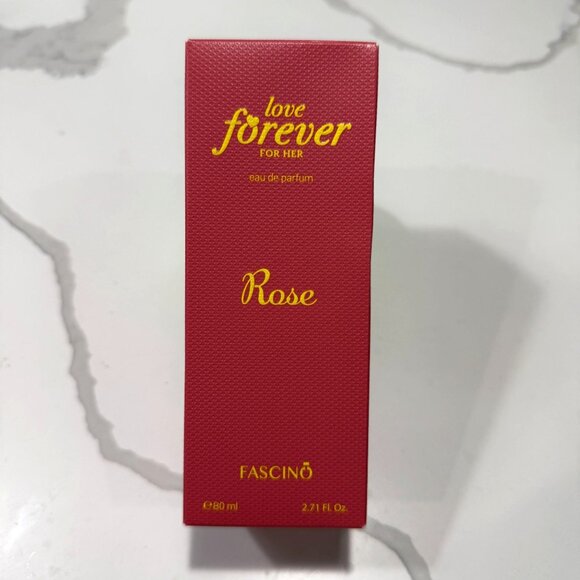 love
forever
FOR HER
eau de parfum
Rose
FASCINO
℮80 ml 2.71 Fl. Oz.